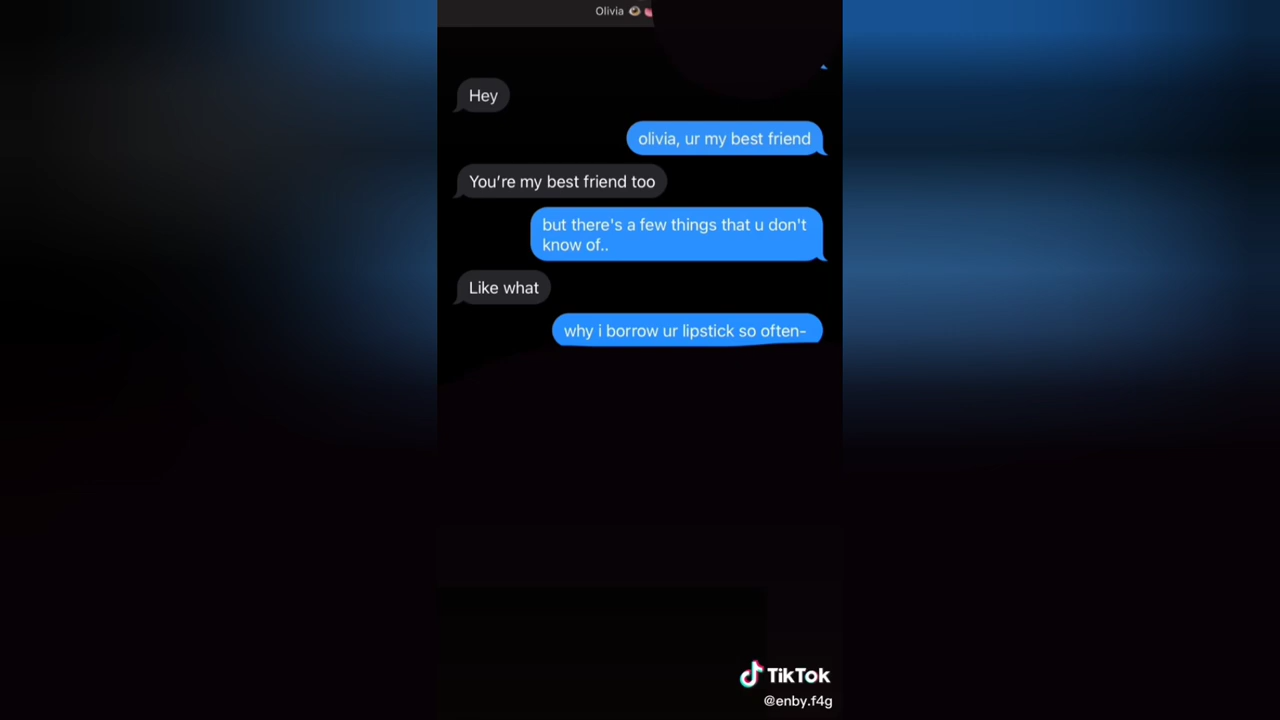 Olivia
Hey
olivia, ur my best friend
You're my best friend too
but there's a few things that u don't
know of..
Like what
why i borrow ur lipstick so often-
TikTok
@enby.f4g